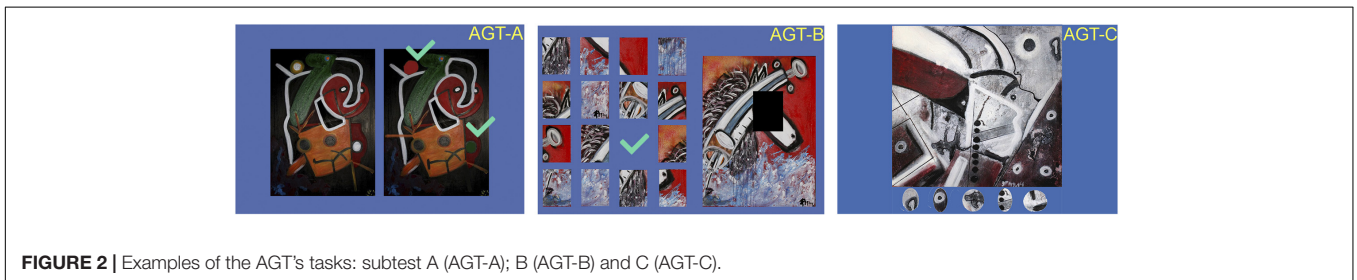 AGT-A
AGT-B
AGT-C
FIGURE 2 | Examples of the AGT's tasks: subtest A (AGT-A); B (AGT-B) and C (AGT-C).